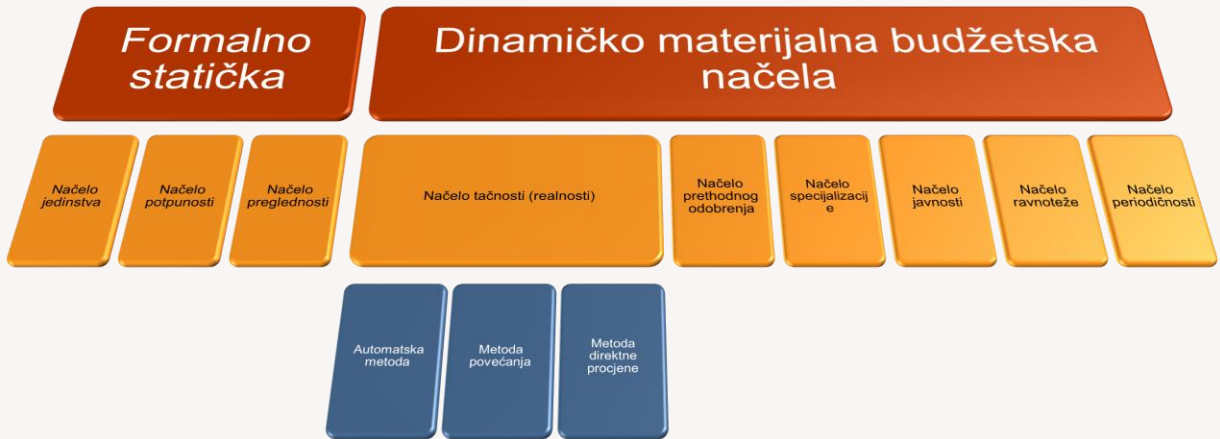 Formalno
statička
Dinamičko materijalna budžetska
načela
Načelo
jedinstva
Načelo
potpunosti
Načelo
preglednosti
Načelo tačnosti (realnosti)
Načelo
prethodnog
odobrenja
Načelo
specijalizacij
e
Načelo
javnosti
Načelo
ravnoteže
Načelo
periodičnosti
Automatska
metoda
Metoda
povećanja
Metoda
direktne
procjene